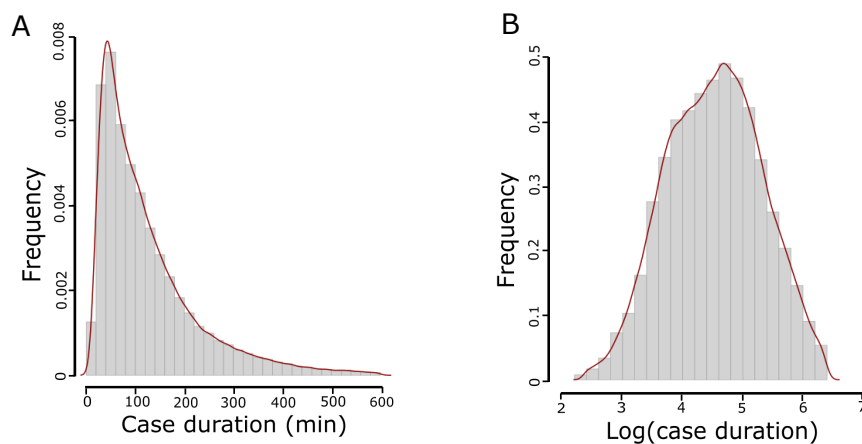 A
Frequency
0.008
0.006
0.004
0.002
0
0 100 200 300 400 500 600
Case duration (min)
B
Frequency
0.5
0.4
0.3
0.2
0.1
0
2 3 4 5 6 7
Log(case duration)